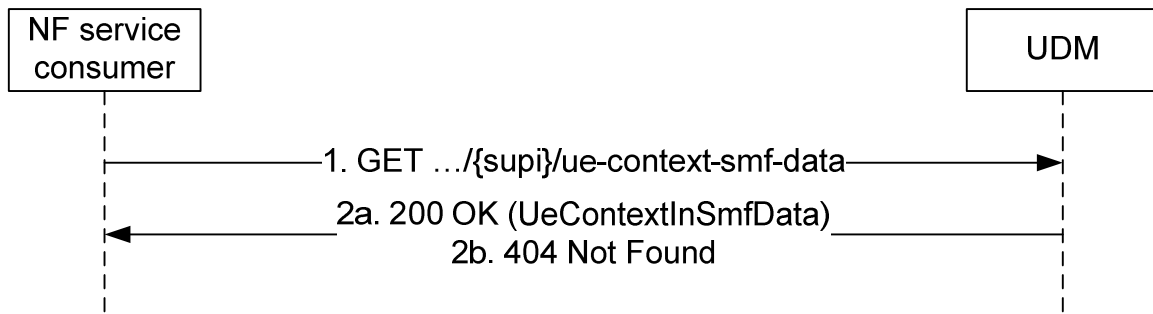 NF service
consumer
UDM
1. GET …/{supi}/ue-context-smf-data
2a. 200 OK (UeContextInSmfData)
2b. 404 Not Found